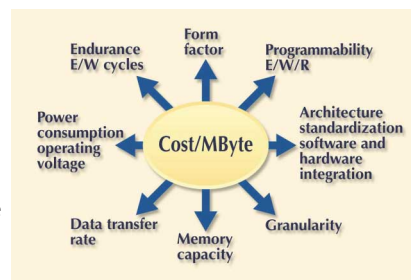 Form
factor
Endurance
E/W cycles
Programmability
E/W/R
Power
consumption
operating
voltage
Cost/MByte
Architecture
standardization
software and
hardware
integration
Data transfer
rate
Memory
capacity
Granularity